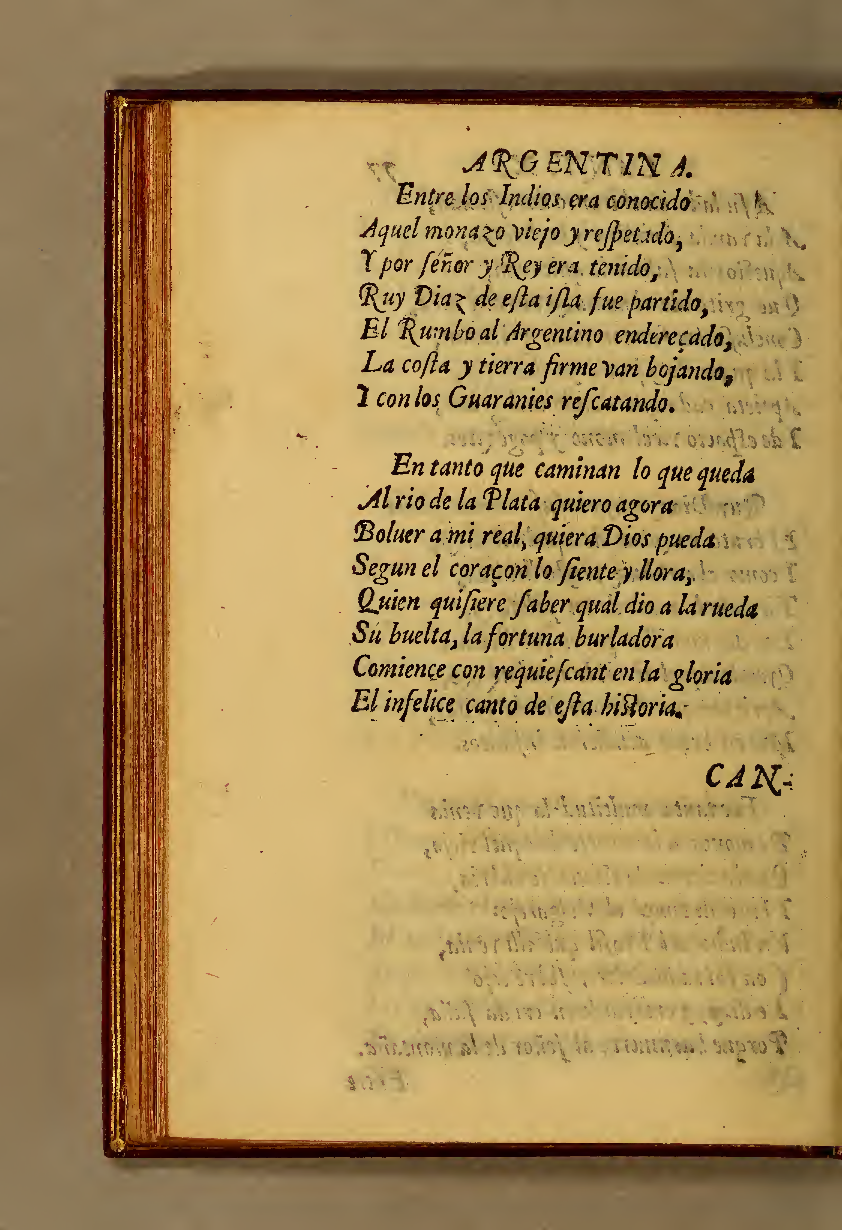 ARGENTINA.
Entre los Indios era conocido
Aquel monazo viejo y reſpetado,
Y por ſeñor y Rey era tenido,
Ruy Diaz de eſta iſla fue partido,
El Rumbo al Argentino endereçado,
La coſta y tierra firme van bojando,
I con los Guaranies reſcatando.
En tanto que caminan lo que queda
Al rio de la Plata quiero agora
Boluer a mi real, quiera Dios pueda
Segun el coraçon lo ſiente y llora,
Quien quiſiere ſaber qual dio a la rueda
Su buelta, la fortuna burladora
Comiençe con requieſcant en la gloria
El infelice canto de eſta hiſtoria.
CAN-